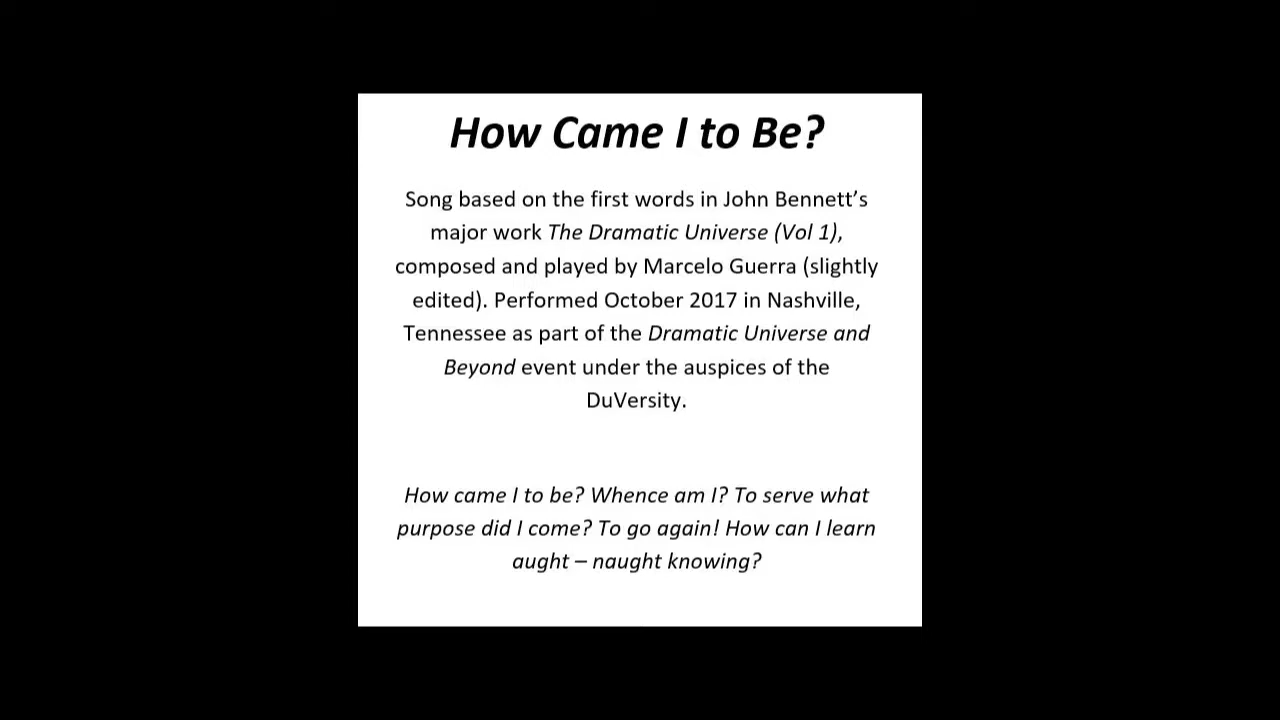 How Came I to Be?
Song based on the first words in John Bennett’s
major work The Dramatic Universe (Vol 1),
composed and played by Marcelo Guerra (slightly
edited). Performed October 2017 in Nashville,
Tennessee as part of the Dramatic Universe and
Beyond event under the auspices of the
DuVersity.
How came I to be? Whence am I? To serve what
purpose did I come? To go again! How can I learn
aught – naught knowing?